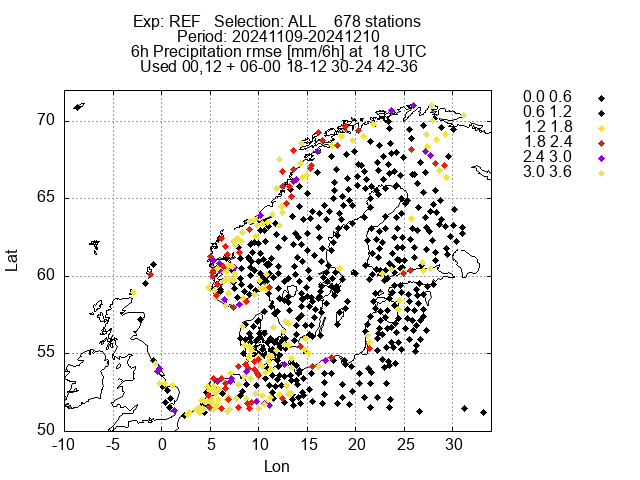 Exp: REF   Selection: ALL    678 stations
Period: 20241109-20241210
6h Precipitation rmse [mm/6h] at  18 UTC
Used 00,12 + 06-00 18-12 30-24 42-36
0.0 0.6
0.6 1.2
1.2 1.8
1.8 2.4
2.4 3.0
3.0 3.6
70
65
60
55
50
Lat
-10 -5 0 5 10 15 20 25 30
Lon